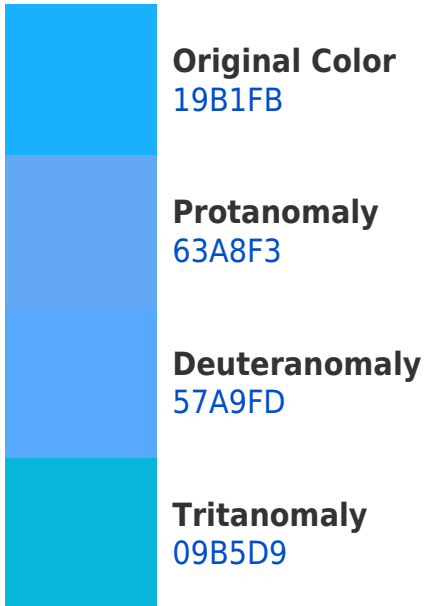 Original Color
19B1FB
Protanomaly
63A8F3
Deuteranomaly
57A9FD
Tritanomaly
09B5D9